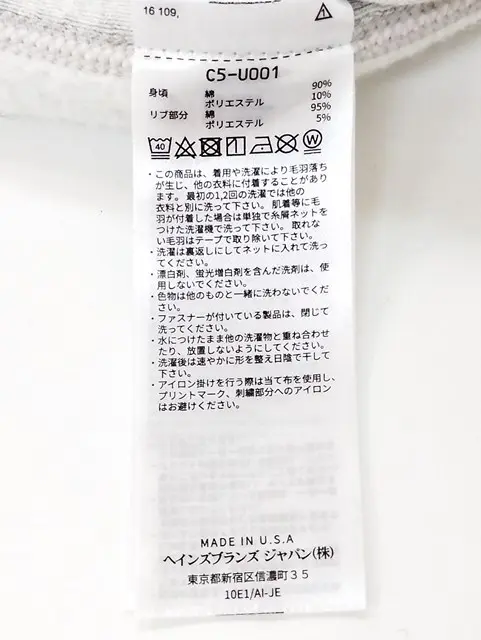 16 109,
1
C5-U001
身頃 綿 90%
ポリエステル 10%
リブ部分 綿 95%
ポリエステル 5%
40 W
・この商品は、着用や洗濯により毛羽落ち
が生じ、他の衣料に付着することがあり
ます。最初の1,2回の洗濯では他の
衣料と別に洗って下さい。肌着等に毛
羽が付着した場合は単独で糸屑ネットを
つけた洗濯機で洗って下さい。取れな
い毛羽はテープで取り除いて下さい。
・洗濯は裏返しにしてネットに入れて洗っ
てください。
・漂白剤、蛍光増白剤を含んだ洗剤は、使
用しないでください。
・色物は他のものと一緒に洗わないでくだ
さい。
・ファスナーが付いている製品は、閉じて
洗ってください。
・水につけたまま他の洗濯物と重ね合わせ
たり、放置しないようにしてください。
・洗濯後は速やかに形を整え日陰で干して
下さい。
・アイロン掛けを行う際は当て布を使用し、
プリントマーク、刺繍部分へのアイロン
はお避けください。
MADE IN U.S.A
ヘインズブランズ ジャパン(株)
東京都新宿区信濃町35
10E1/AI-JE